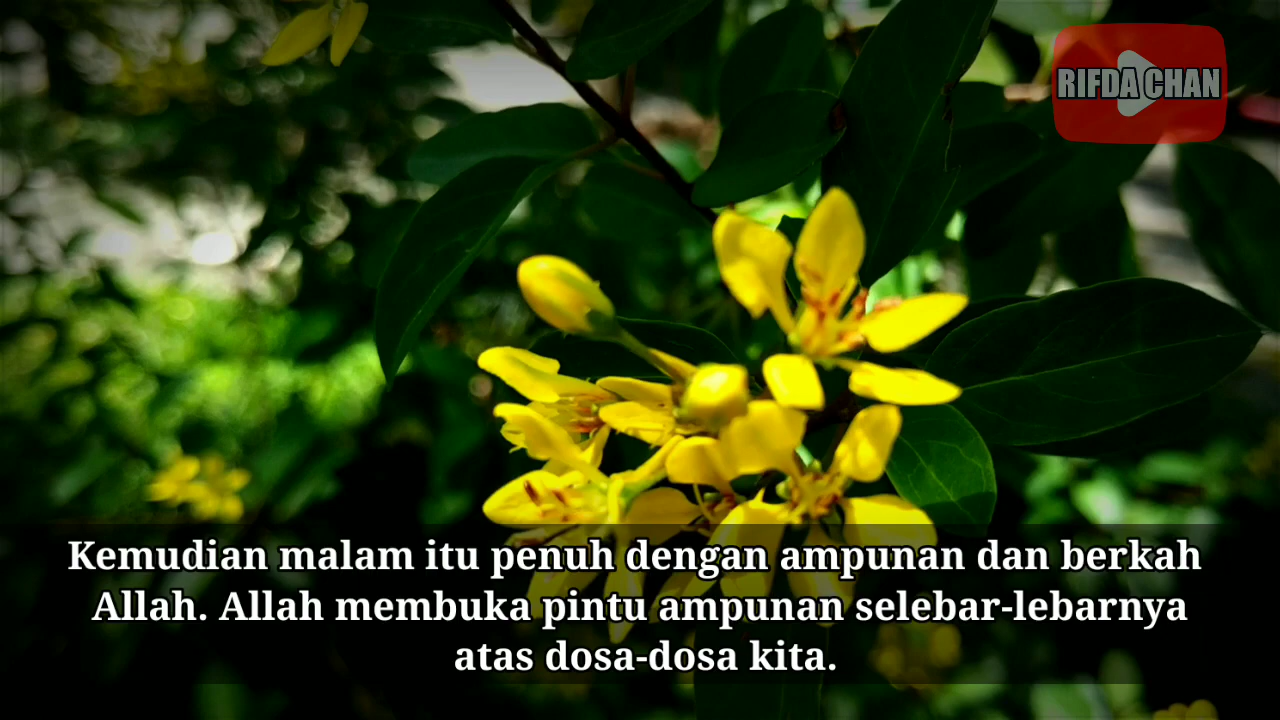 RIFDA CHAN
Kemudian malam itu penuh dengan ampunan dan berkah
Allah. Allah membuka pintu ampunan selebar-lebarnya
atas dosa-dosa kita.